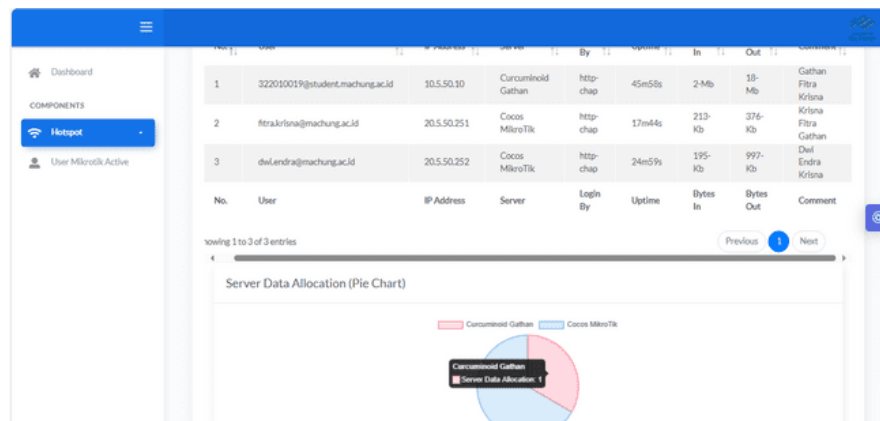 Dashboard
COMPONENTS
Hotspot
User Mikrotik Active
No. User IP Address Server By Uptime In Out Comment
1 322010019@student.machung.ac.id 10.5.50.10 Curcuminoid Gathan http-chap 45m58s 2-Mb 18-Mb Gathan Fitra Krisna
2 fitra.krisna@machung.ac.id 20.5.50.251 Cocos MikroTik http-chap 17m44s 213-Kb 376-Kb Krisna Fitra Gathan
3 dwi.endra@machung.ac.id 20.5.50.252 Cocos MikroTik http-chap 24m59s 195-Kb 997-Kb Dwi Endra Krisna
No. User IP Address Server Login By Uptime Bytes In Bytes Out Comment
owing 1 to 3 of 3 entries
Previous 1 Next
Server Data Allocation (Pie Chart)
Curcuminoid Gathan Cocos MikroTik
Curcuminoid Gathan
Server Data Allocation: 1